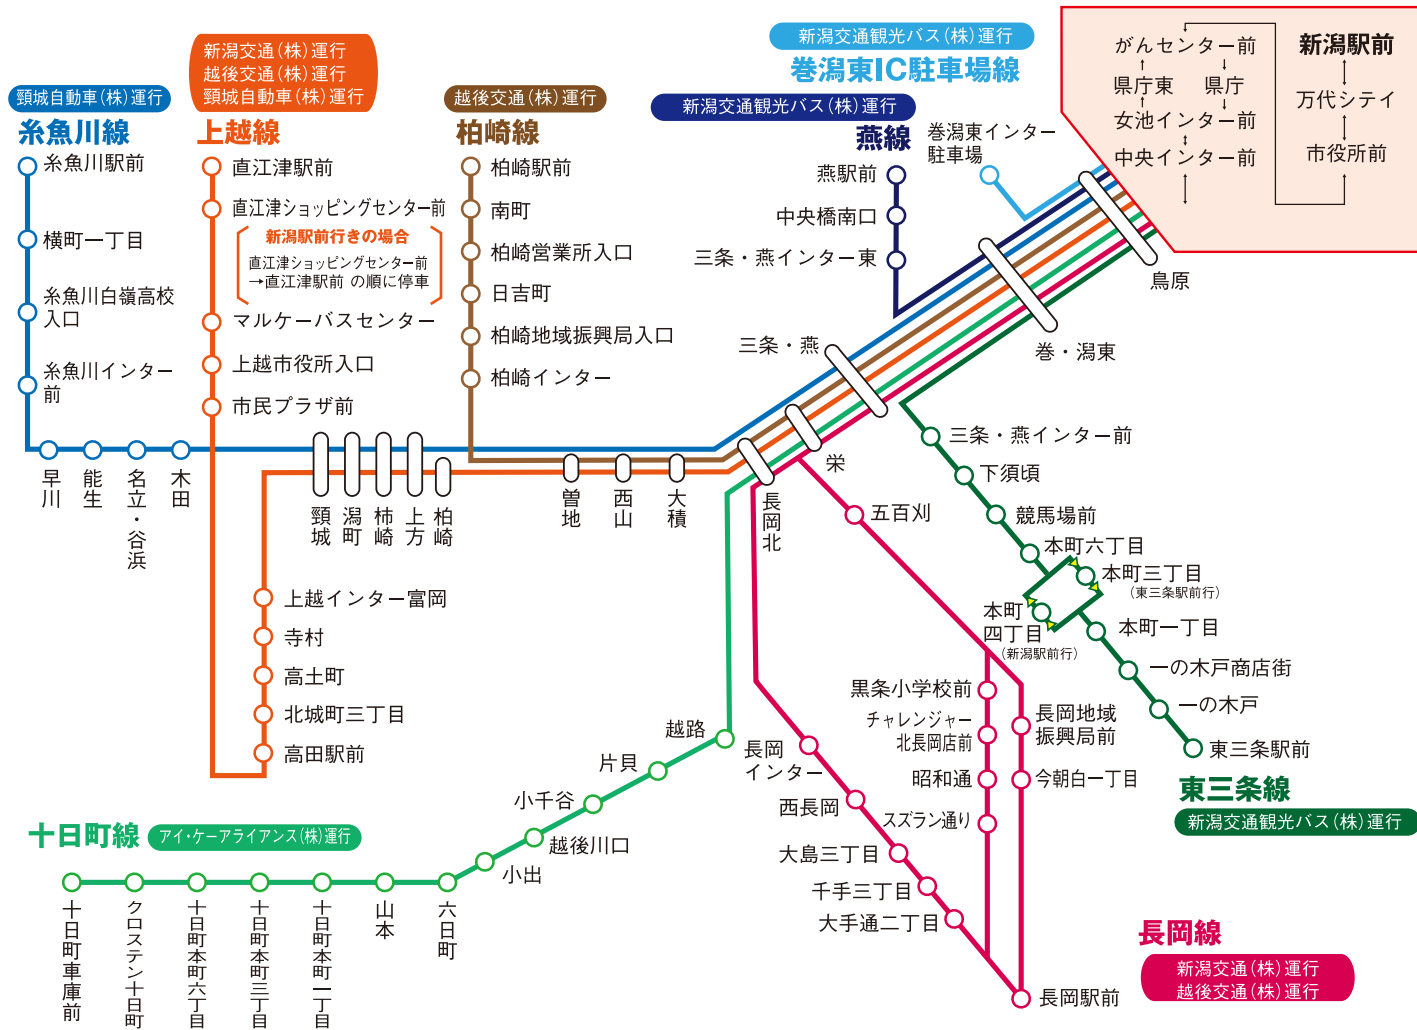 新潟交通(株)運行
越後交通(株)運行
頸城自動車(株)運行
上越線
頸城自動車(株)運行
糸魚川線
越後交通(株)運行
柏崎線
新潟交通観光バス(株)運行
巻潟東IC駐車場線
新潟交通観光バス(株)運行
燕線
がんセンター前
県庁東
県庁
女池インター前
中央インター前
新潟駅前
万代シテイ
市役所前
糸魚川駅前
横町一丁目
糸魚川白嶺高校
入口
糸魚川インター
前
早川
能生
名立・谷浜
木田
直江津駅前
直江津ショッピングセンター前
新潟駅前行きの場合
直江津ショッピングセンター前
→直江津駅前 の順に停車
マルケーバスセンター
上越市役所入口
市民プラザ前
柏崎駅前
南町
柏崎営業所入口
日吉町
柏崎地域振興局入口
柏崎インター
燕駅前
中央橋南口
三条・燕インター東
巻潟東インター
駐車場
鳥原
巻・潟東
三条・燕
栄
長岡北
頸城
潟町
柿崎
上方
柏崎
曽地
西山
大積
上越インター富岡
寺村
高土町
北城町三丁目
高田駅前
三条・燕インター前
下須頃
競馬場前
本町六丁目
本町三丁目
(東三条駅前行)
本町
四丁目
(新潟駅前行)
本町一丁目
一の木戸商店街
一の木戸
東三条駅前
東三条線
新潟交通観光バス(株)運行
五百刈
黒条小学校前
チャレンジャー
北長岡店前
昭和通
スズラン通り
長岡地域
振興局前
今朝白一丁目
長岡
インター
西長岡
大島三丁目
千手三丁目
大手通二丁目
長岡駅前
長岡線
新潟交通(株)運行
越後交通(株)運行
越路
片貝
小千谷
越後川口
小出
六日町
山本
十日町本町一丁目
十日町本町三丁目
十日町本町六丁目
クロステン十日町
十日町車庫前
十日町線
アイ・ケーアライアンス(株)運行